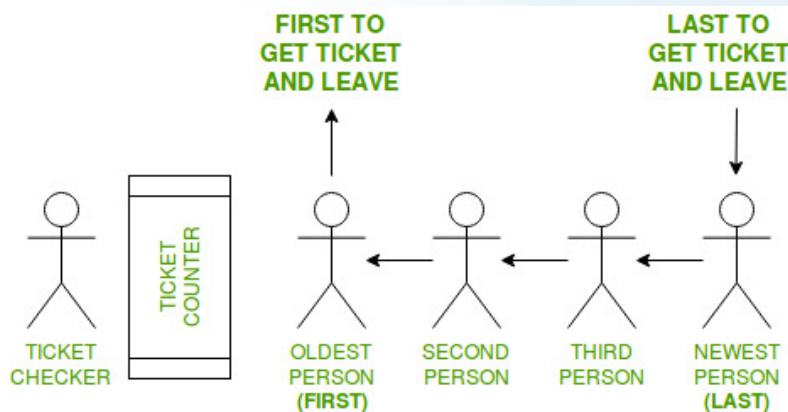 FIRST TO
GET TICKET
AND LEAVE
LAST TO
GET TICKET
AND LEAVE
TICKET
COUNTER
TICKET
CHECKER
OLDEST
PERSON
(FIRST)
SECOND
PERSON
THIRD
PERSON
NEWEST
PERSON
(LAST)